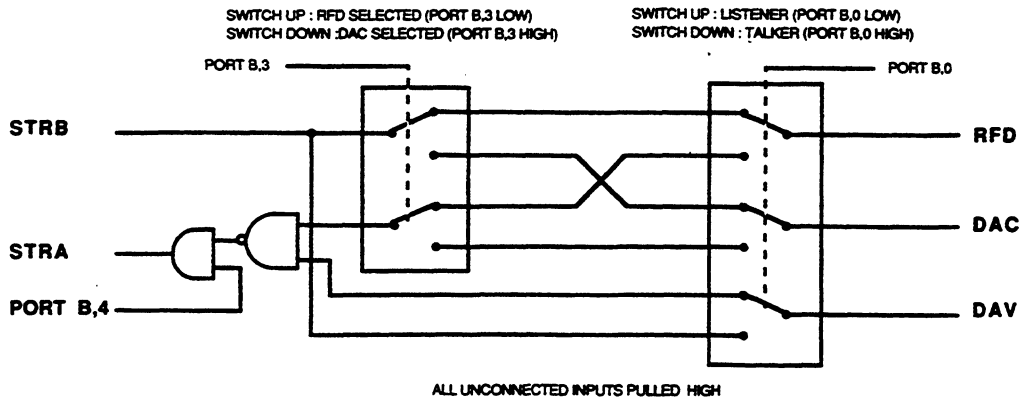 SWITCH UP : RFD SELECTED (PORT B,3 LOW)
SWITCH DOWN :DAC SELECTED (PORT B,3 HIGH)
SWITCH UP : LISTENER (PORT B,0 LOW)
SWITCH DOWN : TALKER (PORT B,0 HIGH)
PORT B,3
PORT B,0
STRB
RFD
STRA
DAC
PORT B,4
DAV
ALL UNCONNECTED INPUTS PULLED HIGH